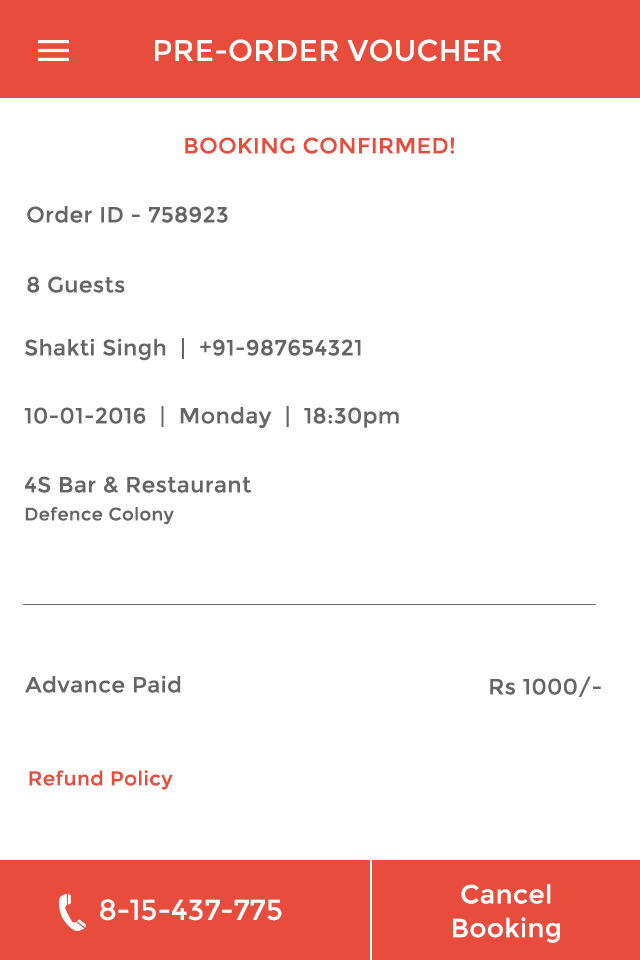 PRE-ORDER VOUCHER
BOOKING CONFIRMED!
Order ID - 758923
8 Guests
Shakti Singh | +91-987654321
10-01-2016 | Monday | 18:30pm
4S Bar & Restaurant
Defence Colony
Advance Paid Rs 1000/-
Refund Policy
8-15-437-775
Cancel
Booking